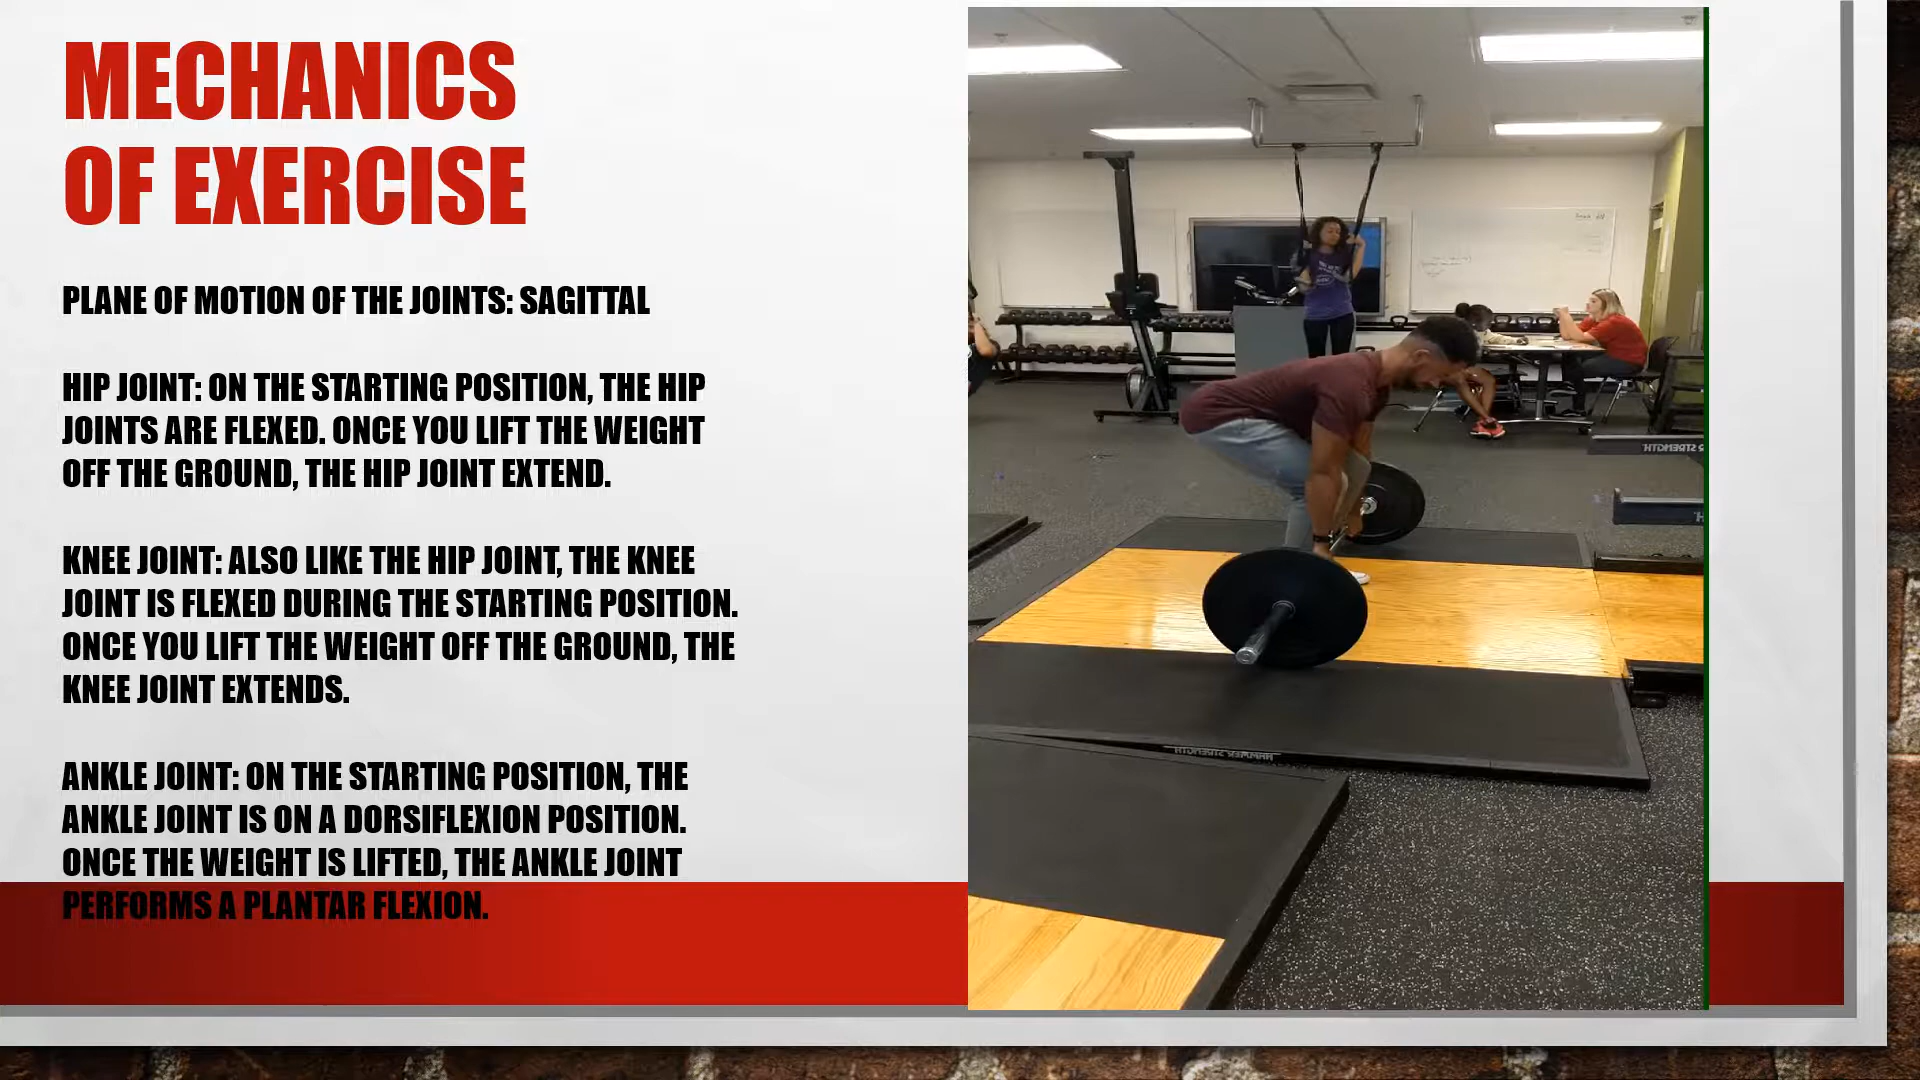 MECHANICS
OF EXERCISE
PLANE OF MOTION OF THE JOINTS: SAGITTAL
HIP JOINT: ON THE STARTING POSITION, THE HIP
JOINTS ARE FLEXED. ONCE YOU LIFT THE WEIGHT
OFF THE GROUND, THE HIP JOINT EXTEND.
KNEE JOINT: ALSO LIKE THE HIP JOINT, THE KNEE
JOINT IS FLEXED DURING THE STARTING POSITION.
ONCE YOU LIFT THE WEIGHT OFF THE GROUND, THE
KNEE JOINT EXTENDS.
ANKLE JOINT: ON THE STARTING POSITION, THE
ANKLE JOINT IS ON A DORSIFLEXION POSITION.
ONCE THE WEIGHT IS LIFTED, THE ANKLE JOINT
PERFORMS A PLANTAR FLEXION.
HAMMER STRENGTH